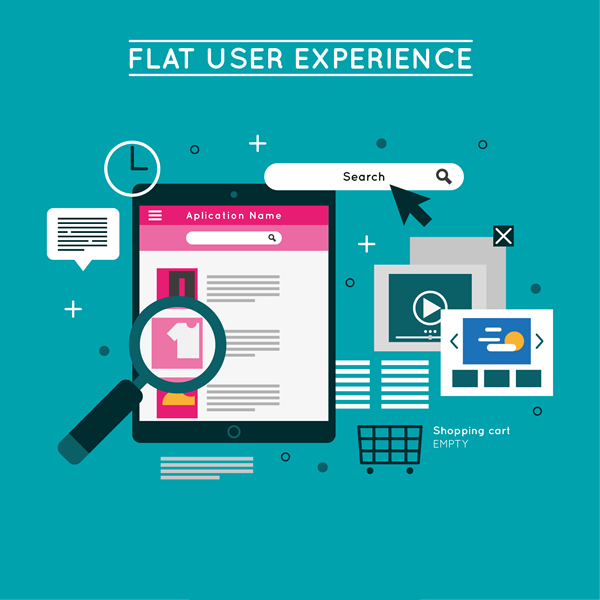 FLAT USER EXPERIENCE
Search
Aplication Name
Shopping cart
EMPTY